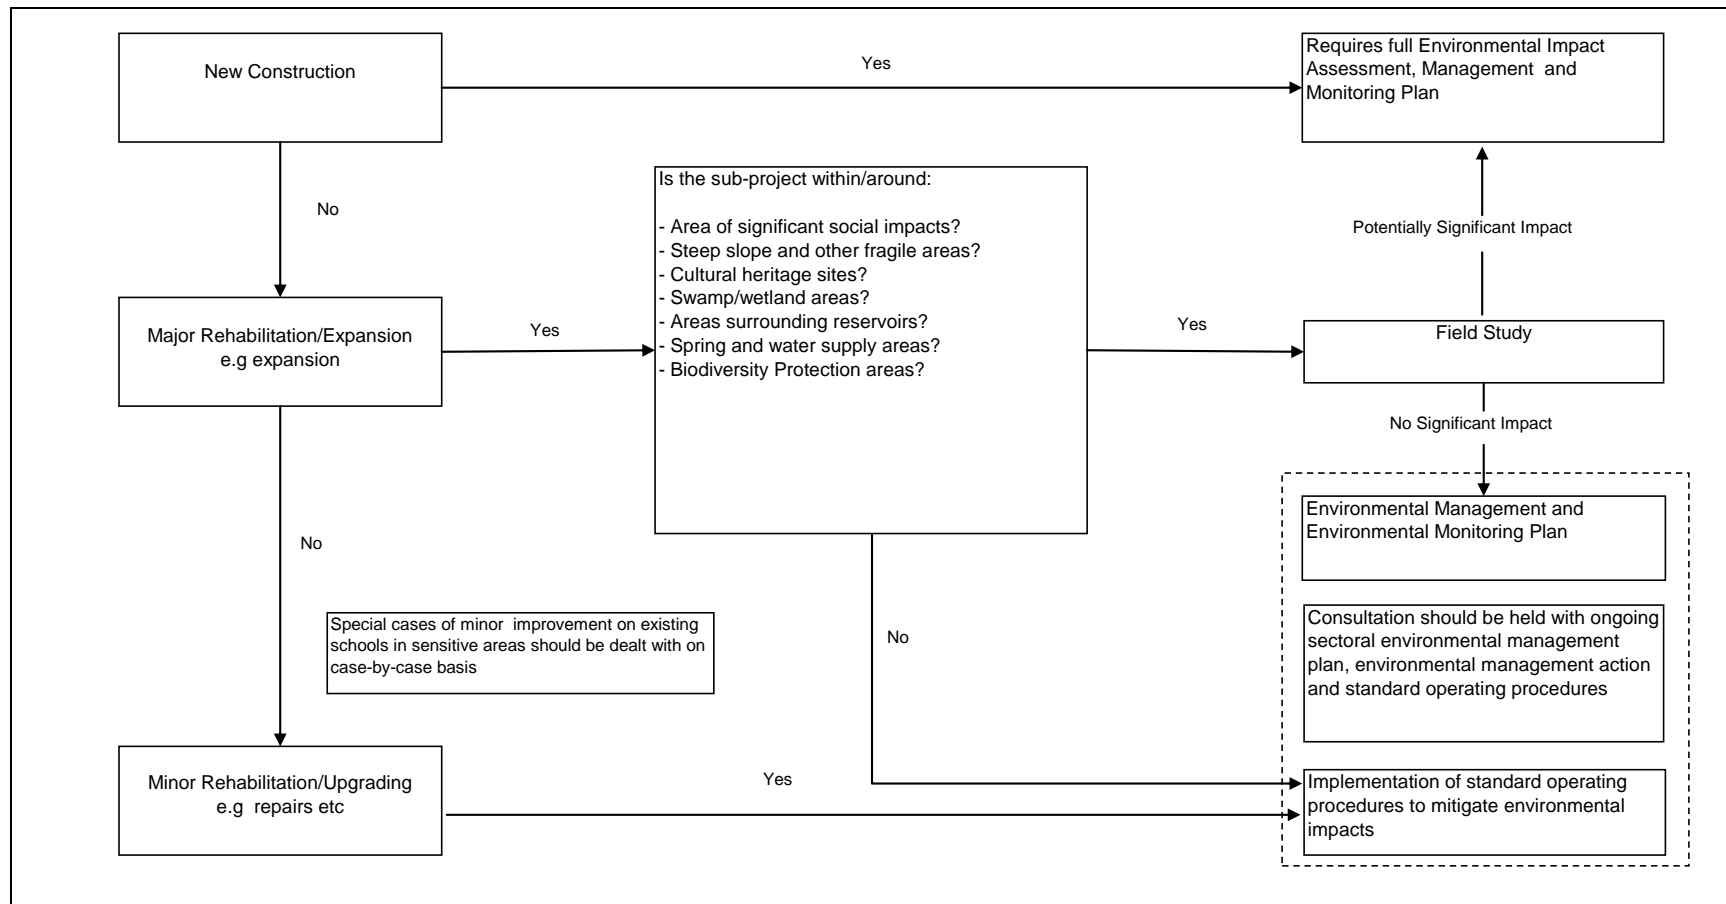 New Construction
Yes
Requires full Environmental Impact
Assessment, Management  and
Monitoring Plan
No
Is the sub-project within/around:
- Area of significant social impacts?
- Steep slope and other fragile areas?
- Cultural heritage sites?
- Swamp/wetland areas?
- Areas surrounding reservoirs?
- Spring and water supply areas?
- Biodiversity Protection areas?
Potentially Significant Impact
Major Rehabilitation/Expansion
e.g expansion
Yes
Yes
Field Study
No Significant Impact
No
Environmental Management and
Environmental Monitoring Plan
Special cases of minor  improvement on existing
schools in sensitive areas should be dealt with on
case-by-case basis
No
Consultation should be held with ongoing
sectoral environmental management
plan, environmental management action
and standard operating procedures
Minor Rehabilitation/Upgrading
e.g  repairs etc
Yes
Implementation of standard operating
procedures to mitigate environmental
impacts